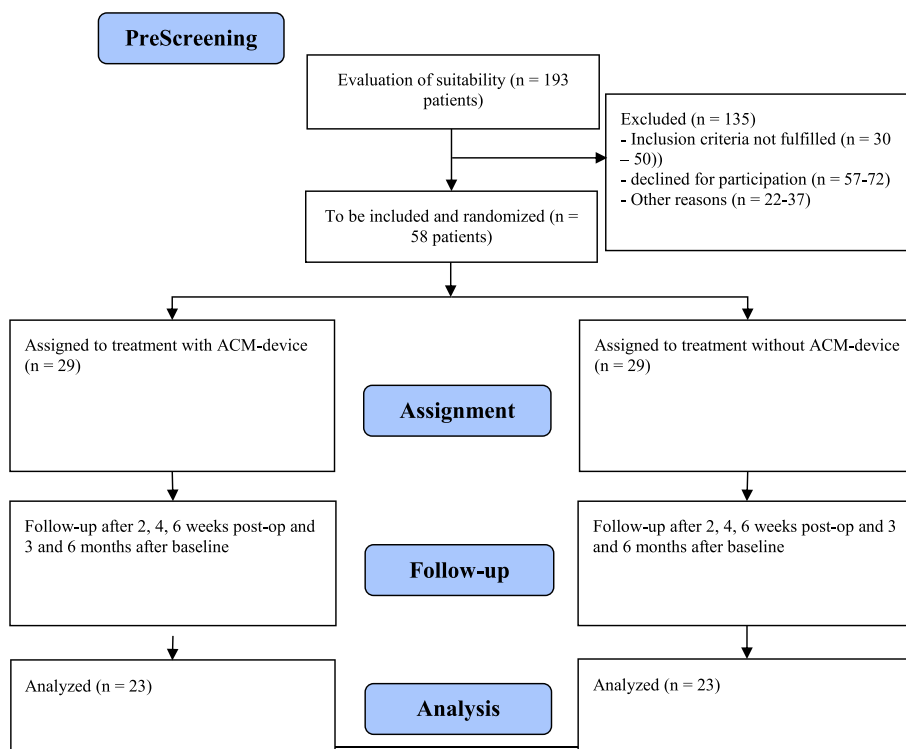 PreScreening
Evaluation of suitability (n = 193
patients)
Excluded (n = 135)
- Inclusion criteria not fulfilled (n = 30
– 50))
- declined for participation (n = 57-72)
- Other reasons (n = 22-37)
To be included and randomized (n =
58 patients)
Assigned to treatment with ACM-device
(n = 29)
Assigned to treatment without ACM-device
(n = 29)
Assignment
Follow-up after 2, 4, 6 weeks post-op and
3 and 6 months after baseline
Follow-up after 2, 4, 6 weeks post-op and 3
and 6 months after baseline
Follow-up
Analyzed (n = 23)
Analyzed (n = 23)
Analysis